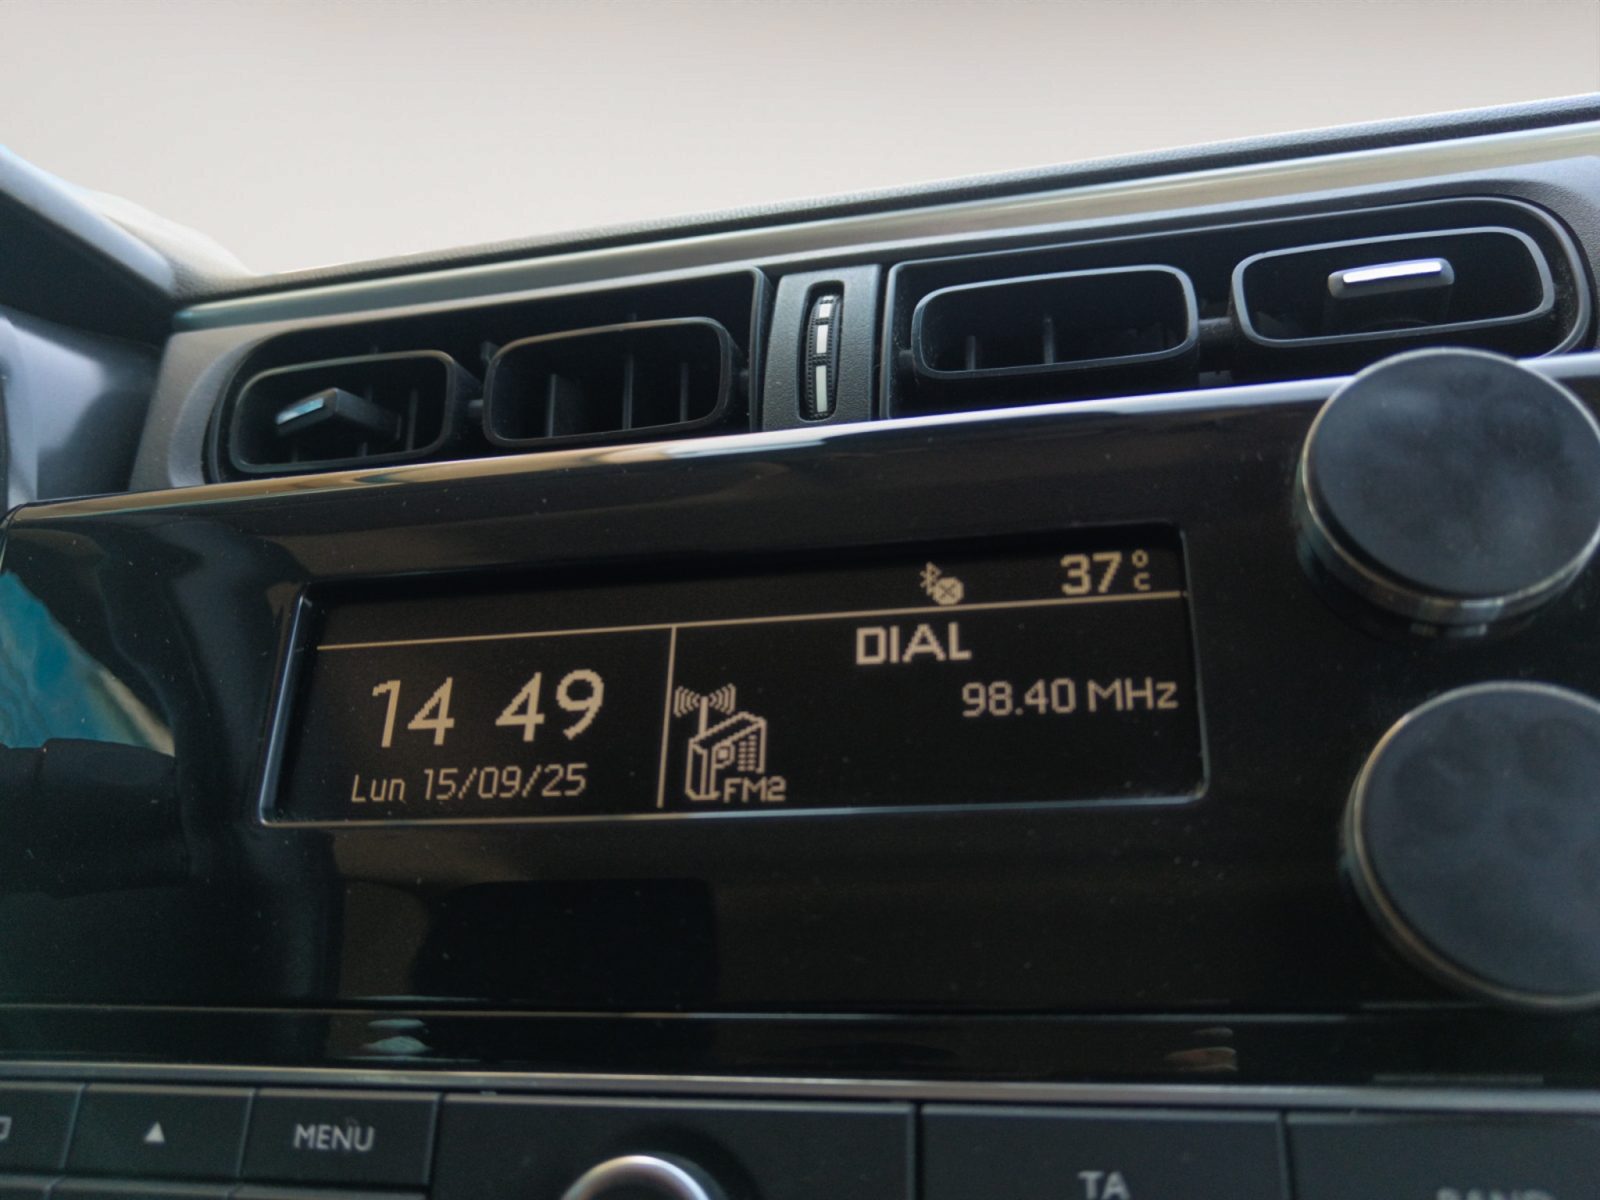 37°C
DIAL
98.40 MHz
14 49
Lun 15/09/25
FM2
MENU
TA